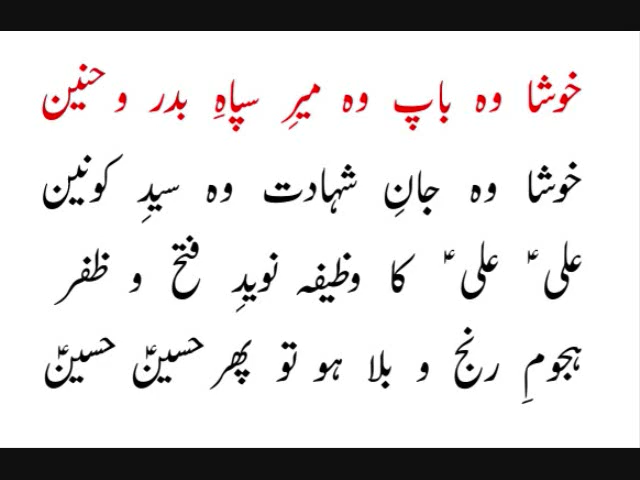 خوشا وہ باپ وہ میرِ سپاہِ بدر و حنین
خوشا وہ جانِ شہادت وہ سیدِ کونین
علیؑ علیؑ کا وظیفہ نویدِ فتح و ظفر
ہجومِ رنج و بلا ہو تو پھر حسینؑ حسینؑ